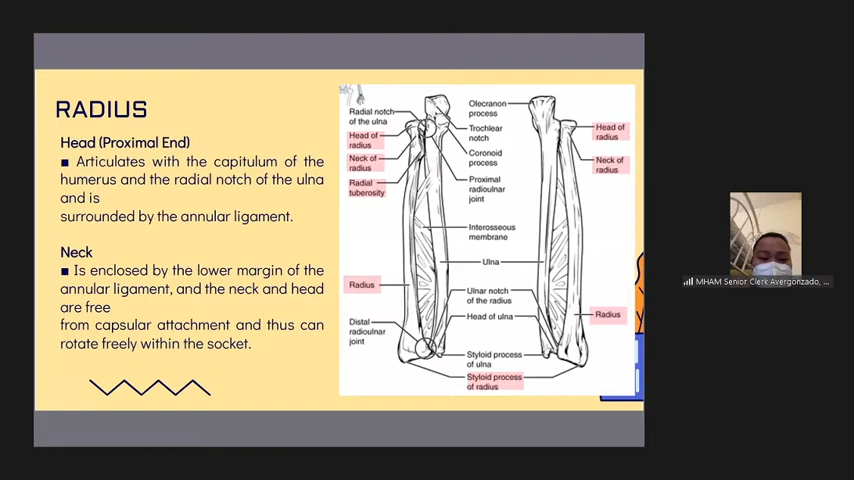 RADIUS
Head (Proximal End)
■ Articulates with the capitulum of the
humerus and the radial notch of the ulna
and is
surrounded by the annular ligament.
Neck
■ Is enclosed by the lower margin of the
annular ligament, and the neck and head
are free
from capsular attachment and thus can
rotate freely within the socket.
Radial notch
of the ulna
Head of
radius
Neck of
radius
Radial
tuberosity
Radius
Distal
radioulnar
joint
Olecranon
process
Trochlear
notch
Coronoid
process
Proximal
radioulnar
joint
Interosseous
membrane
Ulna
Ulnar notch
of the radius
Head of ulna
Styloid process
of ulna
Styloid process
of radius
Head of
radius
Neck of
radius
Radius
MHAM Senior Clerk Avergonzado, ...